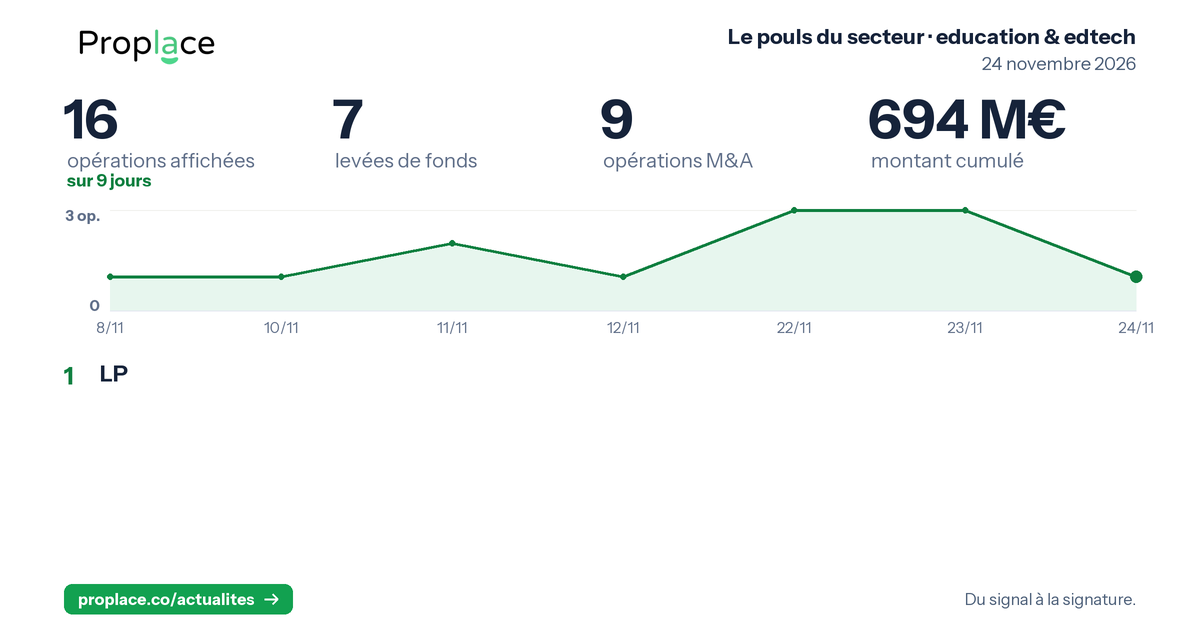 Proplace
Le pouls du secteur · education & edtech
24 novembre 2026
16
opérations affichées
sur 9 jours
7
levées de fonds
9
opérations M&A
694 M€
montant cumulé
3 op.
0
8/11
10/11
11/11
12/11
22/11
23/11
24/11
1 LP
proplace.co/actualites →
Du signal à la signature.